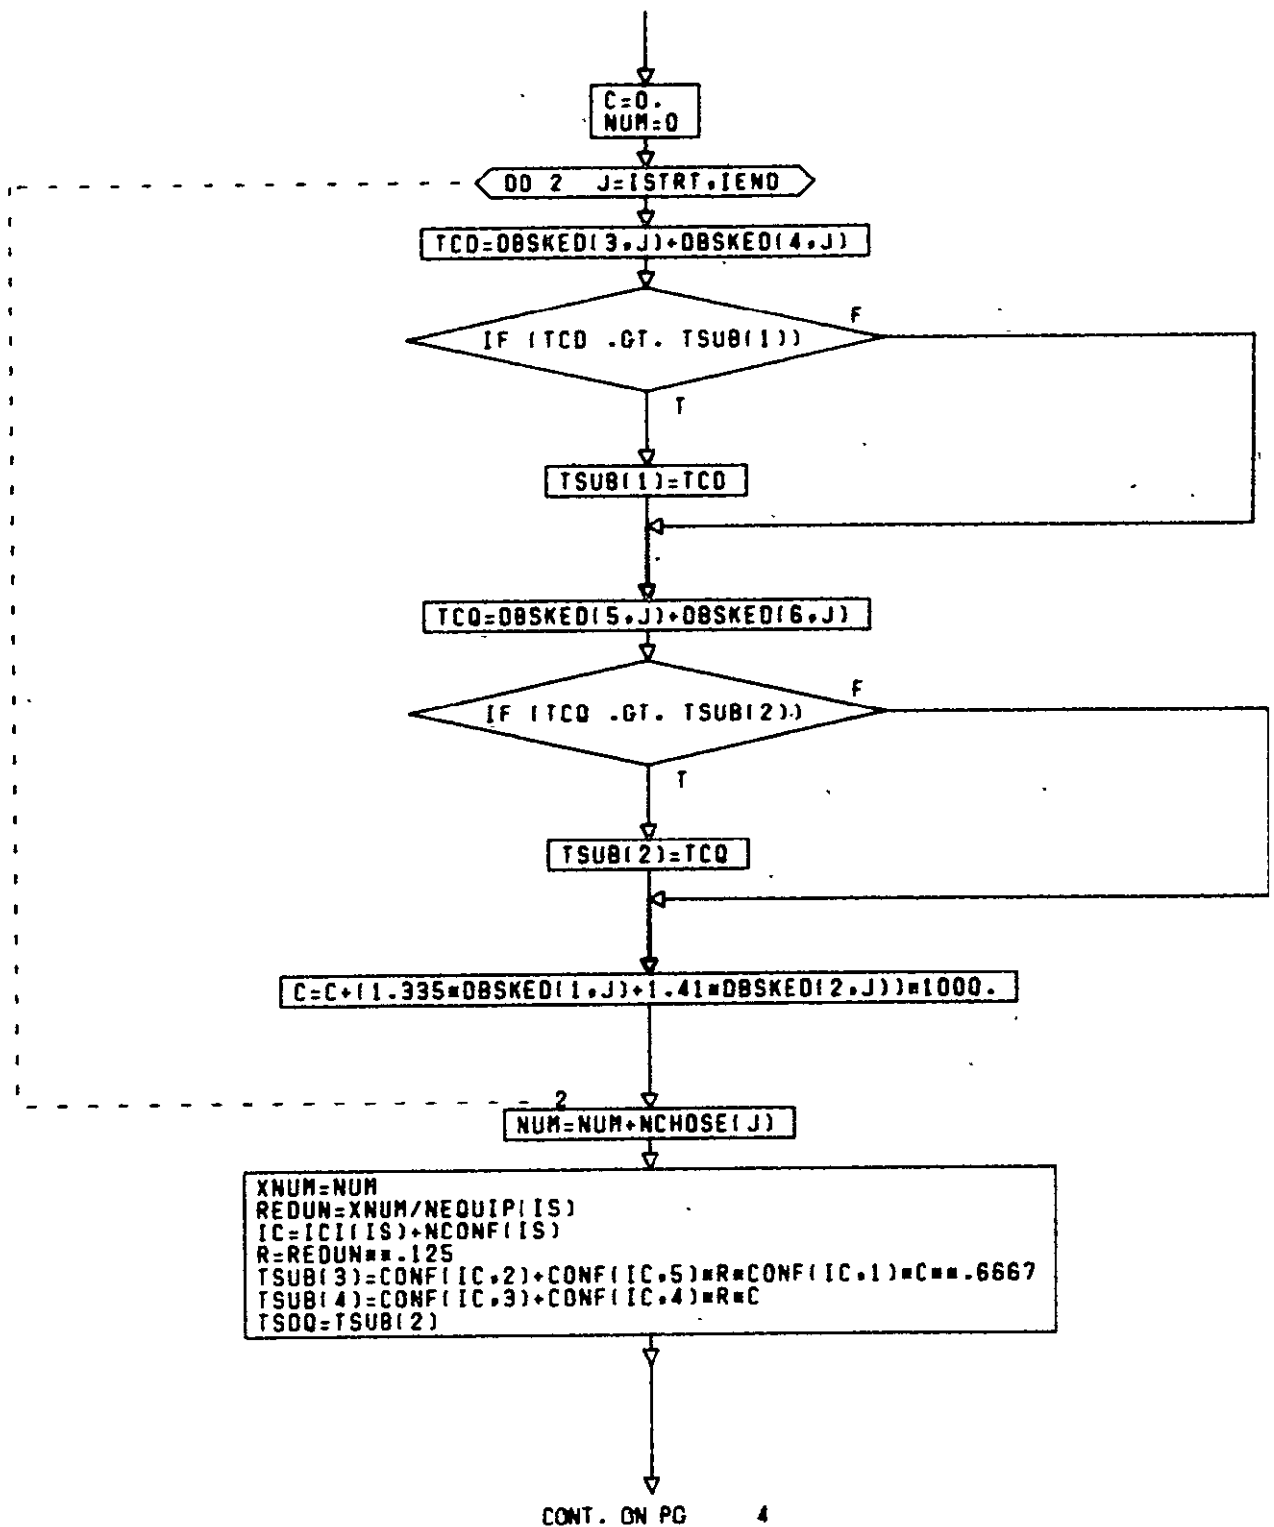 C=0.
NUM=0
DO 2 J=ISTRT,IEND
TCD=DBSKED(3,J)+DBSKED(4,J)
IF (TCD .GT. TSUB(1))
F
T
TSUB(1)=TCD
TCQ=DBSKED(5,J)+DBSKED(6,J)
IF (TCQ .GT. TSUB(2))
F
T
TSUB(2)=TCQ
C=C+(1.335*DBSKED(1,J)+1.41*DBSKED(2,J))*1000.
2
NUM=NUM+NCHOSE(J)
XNUM=NUM
REDUN=XNUM/NEQUIP(IS)
IC=ICI(IS)+NCONF(IS)
R=REDUN**.125
TSUB(3)=CONF(IC,2)+CONF(IC,5)*R*CONF(IC,1)*C**.6667
TSUB(4)=CONF(IC,3)+CONF(IC,4)*R*C
TSDQ=TSUB(2)
CONT. ON PG 4